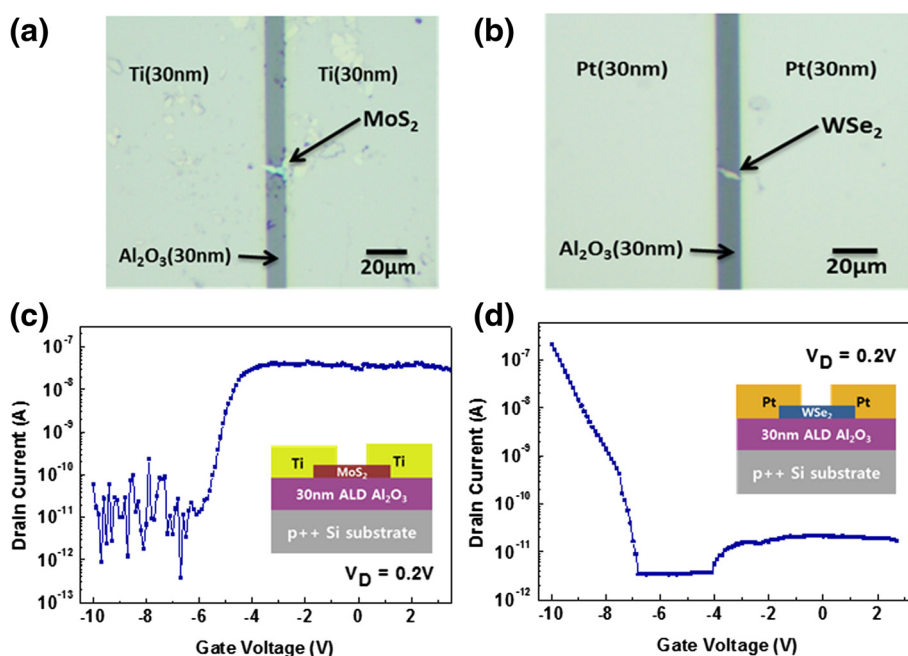 (a)
Ti(30nm)
Ti(30nm)
MoS₂
Al₂O₃(30nm)
20μm
(b)
Pt(30nm)
Pt(30nm)
WSe₂
Al₂O₃(30nm)
20μm
(c)
10⁻⁶
10⁻⁷
10⁻⁸
10⁻⁹
10⁻¹⁰
10⁻¹¹
10⁻¹²
10⁻¹³
Drain Current (A)
-10
-8
-6
-4
-2
0
2
Gate Voltage (V)
Ti
Ti
MoS₂
30nm ALD Al₂O₃
p++ Si substrate
V_D = 0.2V
(d)
10⁻⁷
10⁻⁸
10⁻⁹
10⁻¹⁰
10⁻¹¹
10⁻¹²
Drain Current (A)
-10
-8
-6
-4
-2
0
2
Gate Voltage (V)
V_D = 0.2V
Pt
Pt
WSe₂
30nm ALD Al₂O₃
p++ Si substrate